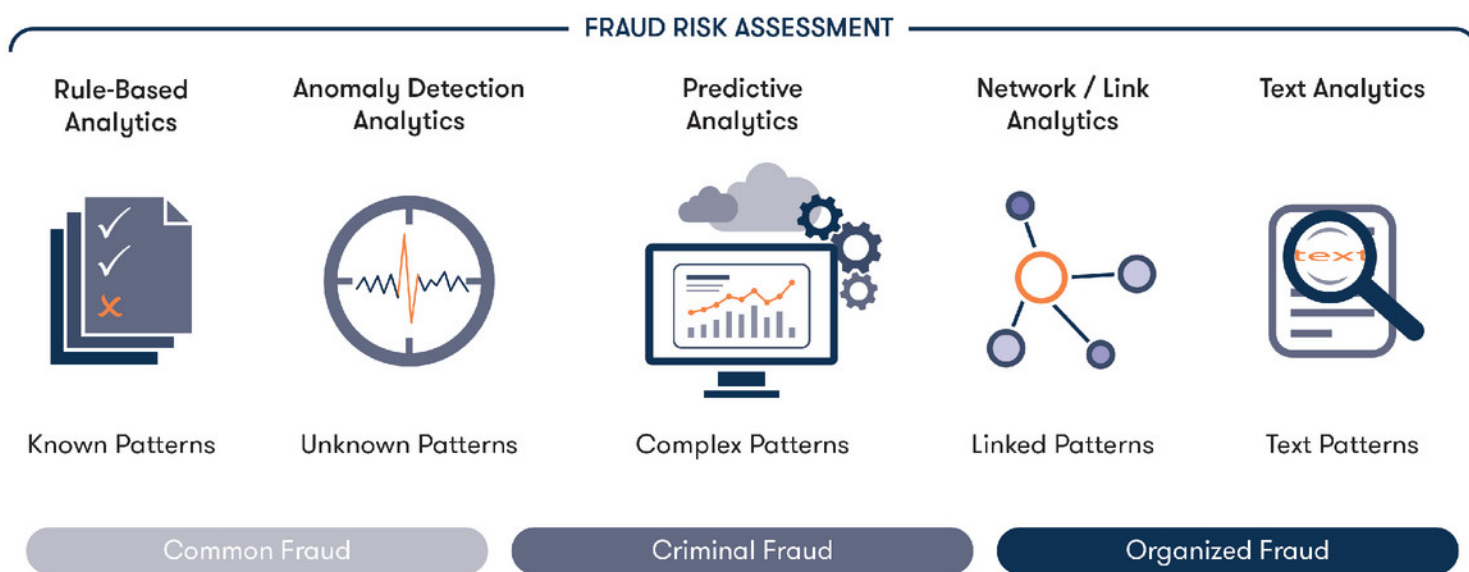 FRAUD RISK ASSESSMENT
Rule-Based
Analytics
Anomaly Detection
Analytics
Predictive
Analytics
Network / Link
Analytics
Text Analytics
text
Known Patterns
Unknown Patterns
Complex Patterns
Linked Patterns
Text Patterns
Common Fraud
Criminal Fraud
Organized Fraud